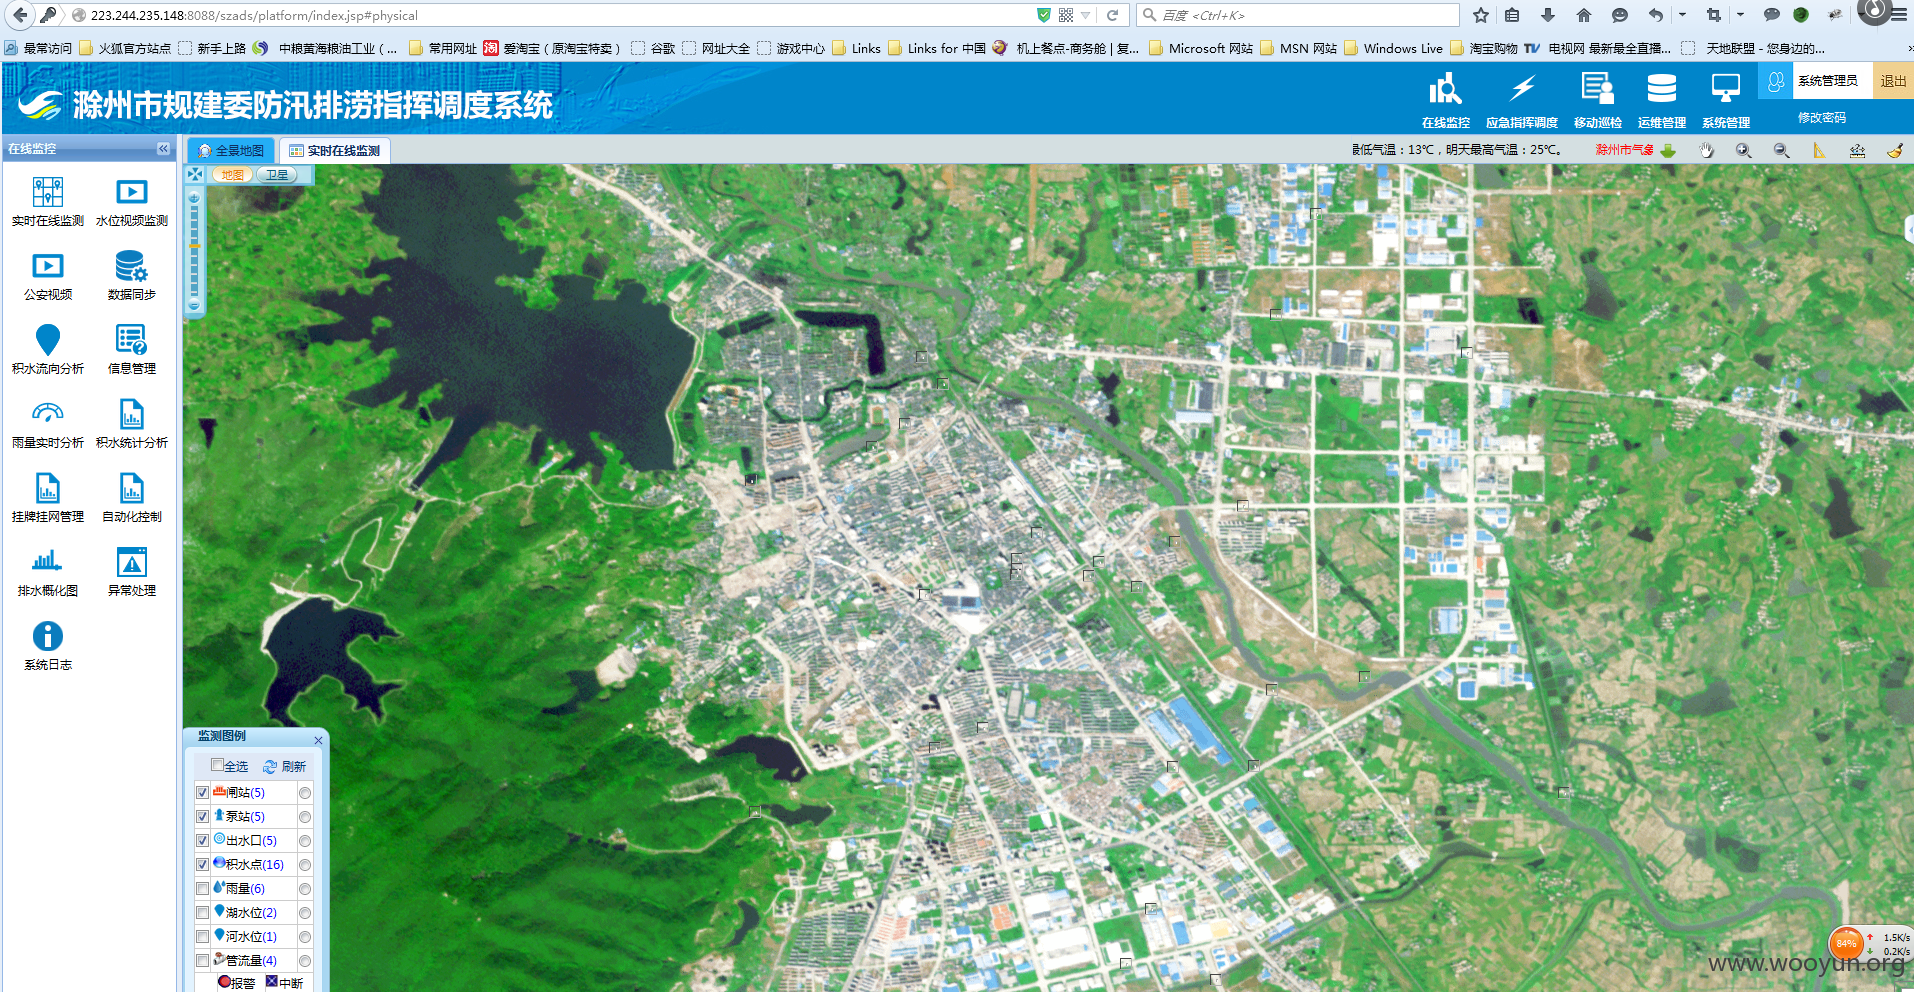 223.244.235.148:8088/szads/platform/index.jsp#physical
百度 <Ctrl+K>
最常访问 火狐官方站点 新手上路 中粮黄海粮油工业（... 常用网址 淘 爱淘宝（原淘宝特卖） 谷歌 网址大全 游戏中心 Links Links for 中国 机上餐点-商务舱 | 复... Microsoft 网站 MSN 网站 Windows Live 淘宝购物 TV 电视网 最新最全直播... 天地联盟 - 您身边的...
滁州市规建委防汛排涝指挥调度系统
在线监控 应急指挥调度 移动巡检 运维管理 系统管理
系统管理员 退出
修改密码
在线监控
全景地图 实时在线监测
最低气温：13℃，明天最高气温：25℃。 滁州市气象
地图 卫星
实时在线监测 水位视频监测
公安视频 数据同步
积水流向分析 信息管理
雨量实时分析 积水统计分析
挂牌挂网管理 自动化控制
排水概化图 异常处理
系统日志
监测图例
全选 刷新
闸站(5)
泵站(5)
出水口(5)
积水点(16)
雨量(6)
湖水位(2)
河水位(1)
管流量(4)
报警 中断
84% 1.5K/s
0.2K/s
www.wooyun.org